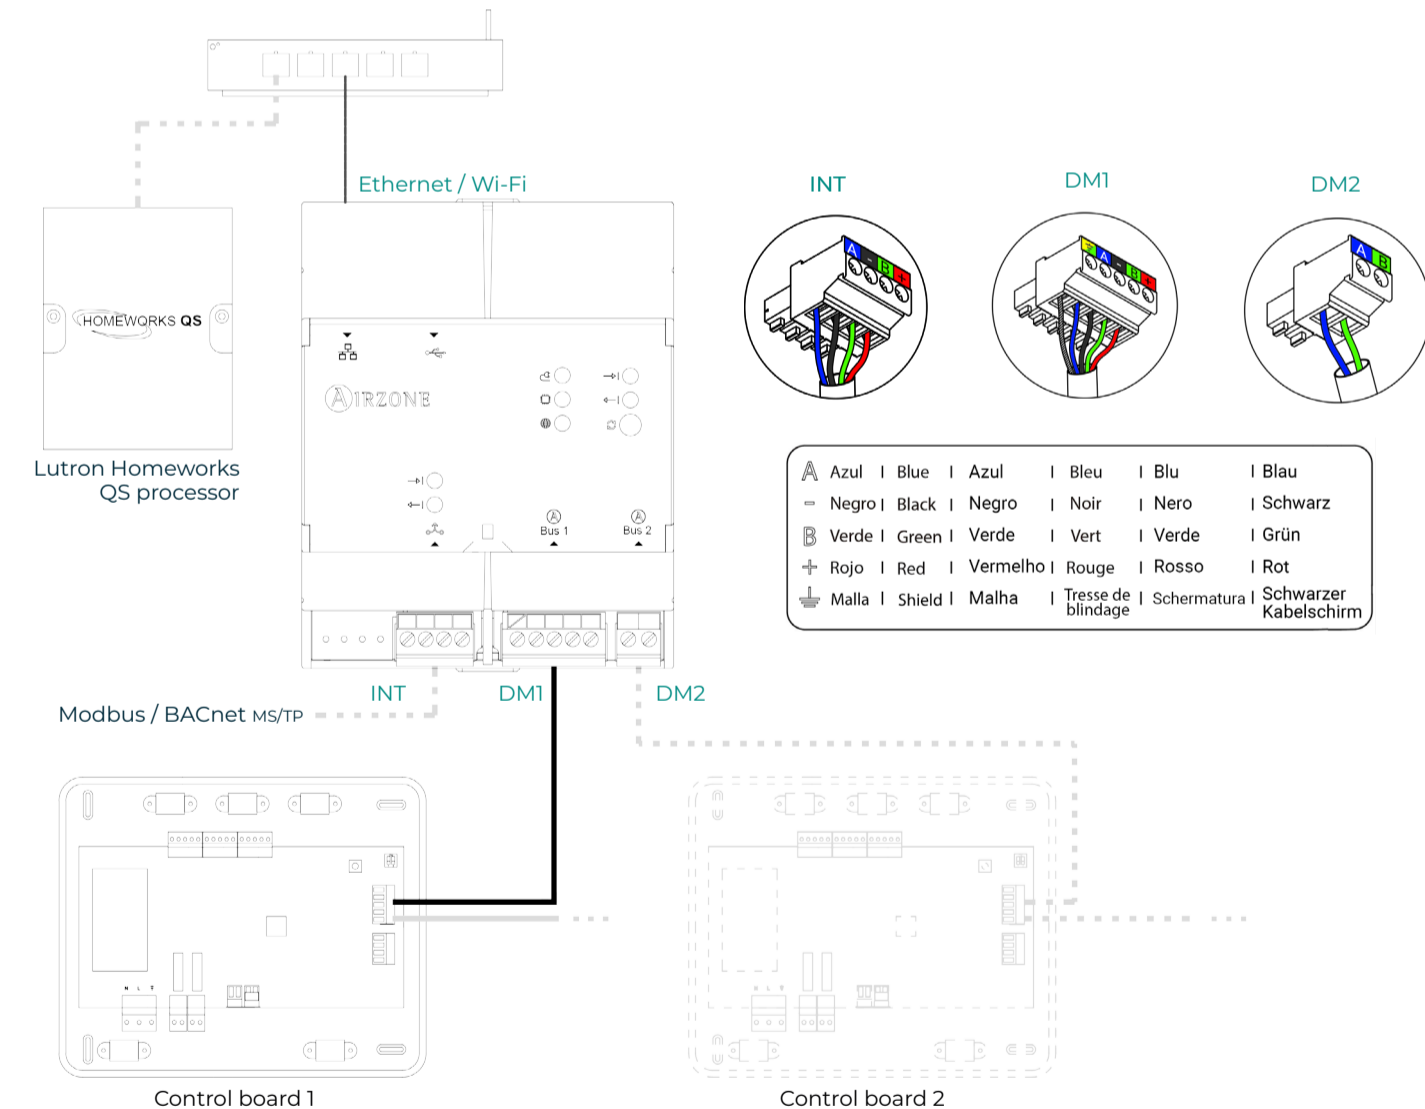 Ethernet / Wi-Fi
INT
DM1
DM2
A - B +
A - B +
A B
HOMEWORKS QS
Lutron Homeworks
QS processor
AIRZONE
Bus 1
Bus 2
A Azul | Blue | Azul | Bleu | Blu | Blau
- Negro | Black | Negro | Noir | Nero | Schwarz
B Verde | Green | Verde | Vert | Verde | Grün
+ Rojo | Red | Vermelho | Rouge | Rosso | Rot
Malla | Shield | Malha | Tresse de blindage | Schermatura | Schwarzer Kabelschirm
INT
DM1
DM2
Modbus / BACnet MS/TP
N L
N L
Control board 1
Control board 2